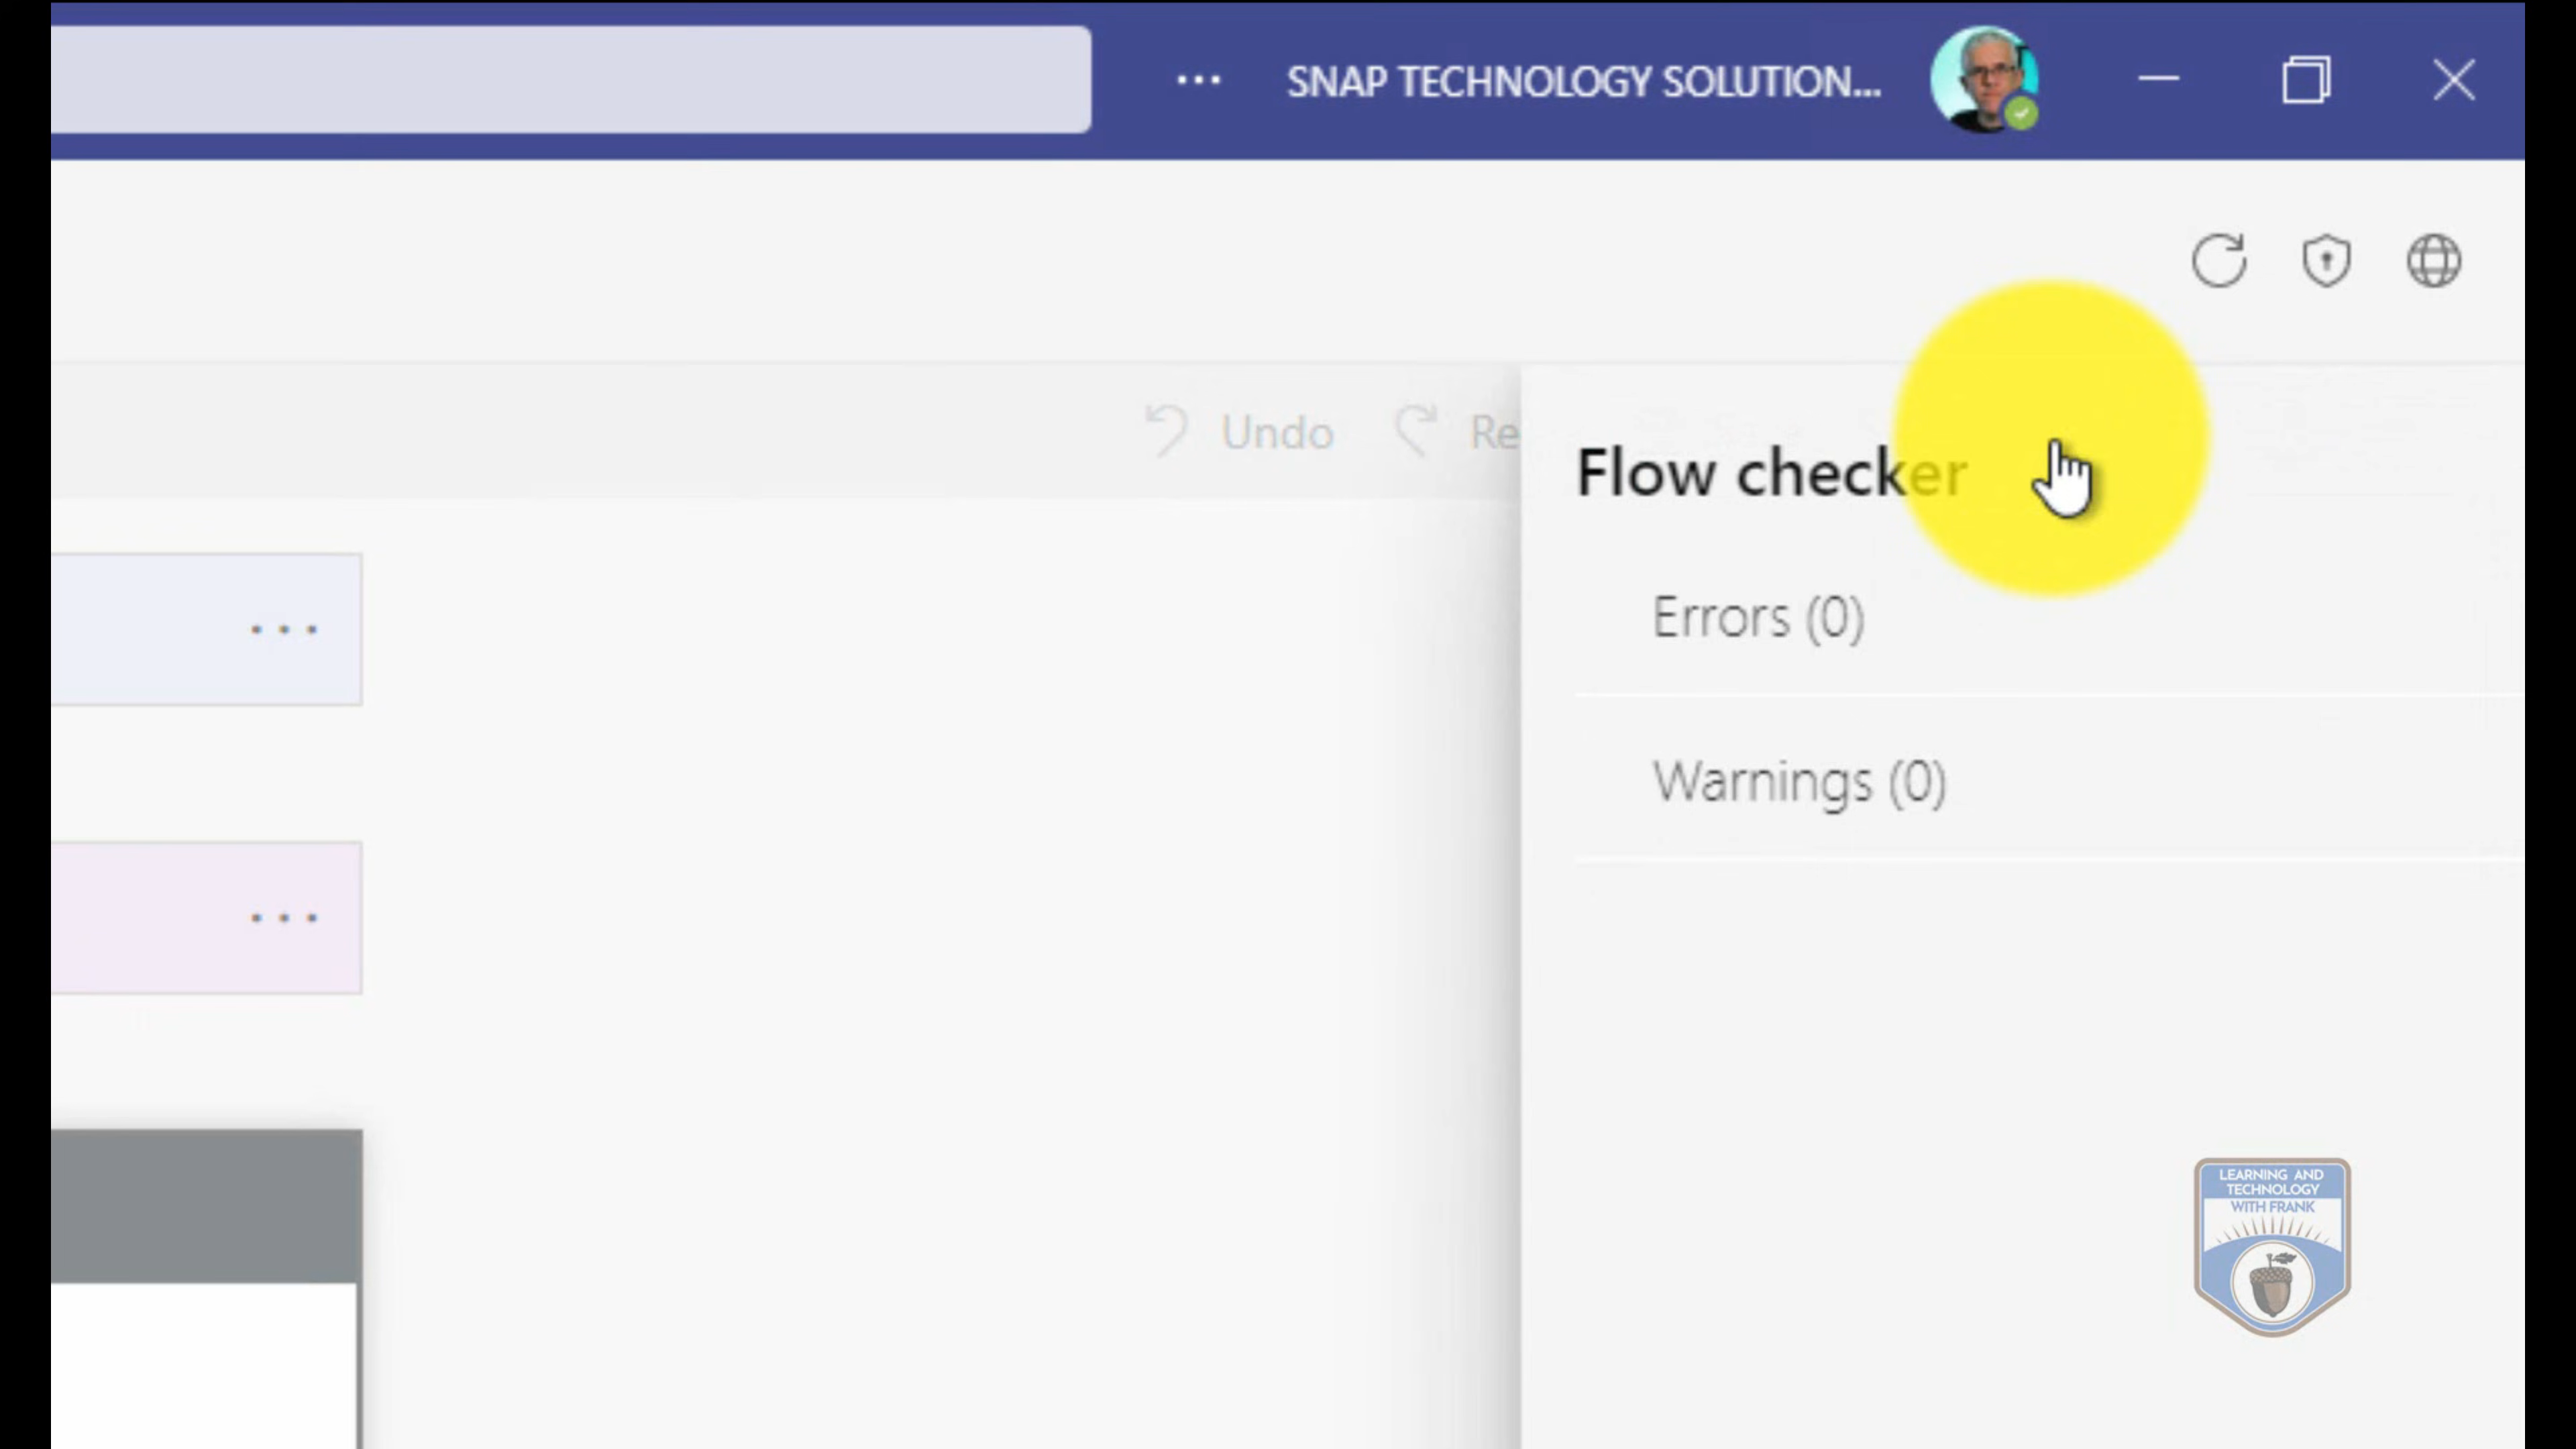 SNAP TECHNOLOGY SOLUTION...
Undo
Re
Flow checker
Errors (0)
Warnings (0)
LEARNING AND
TECHNOLOGY
WITH FRANK